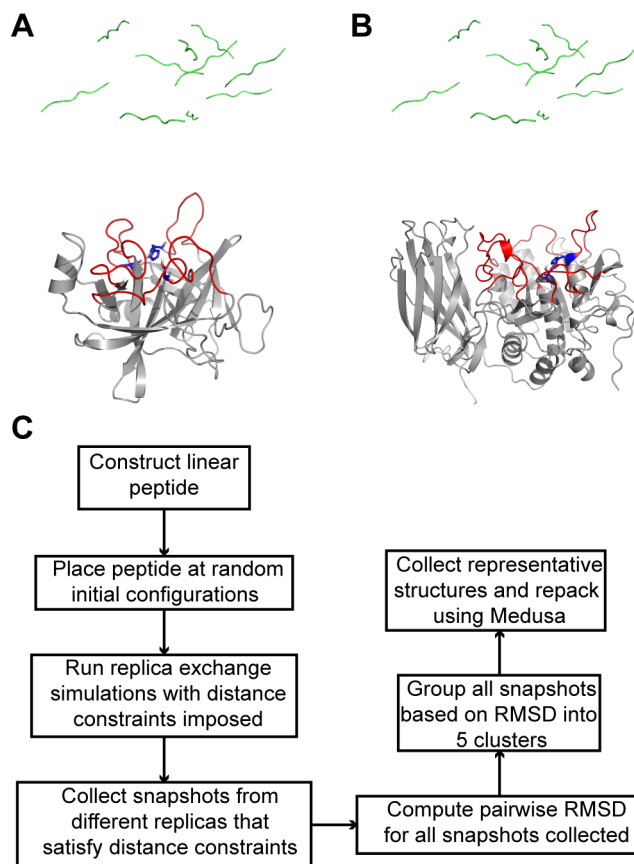 A
B
C
Construct linear
peptide
Place peptide at random
initial configurations
Run replica exchange
simulations with distance
constraints imposed
Collect snapshots from
different replicas that
satisfy distance constraints
Compute pairwise RMSD
for all snapshots collected
Group all snapshots
based on RMSD into
5 clusters
Collect representative
structures and repack
using Medusa